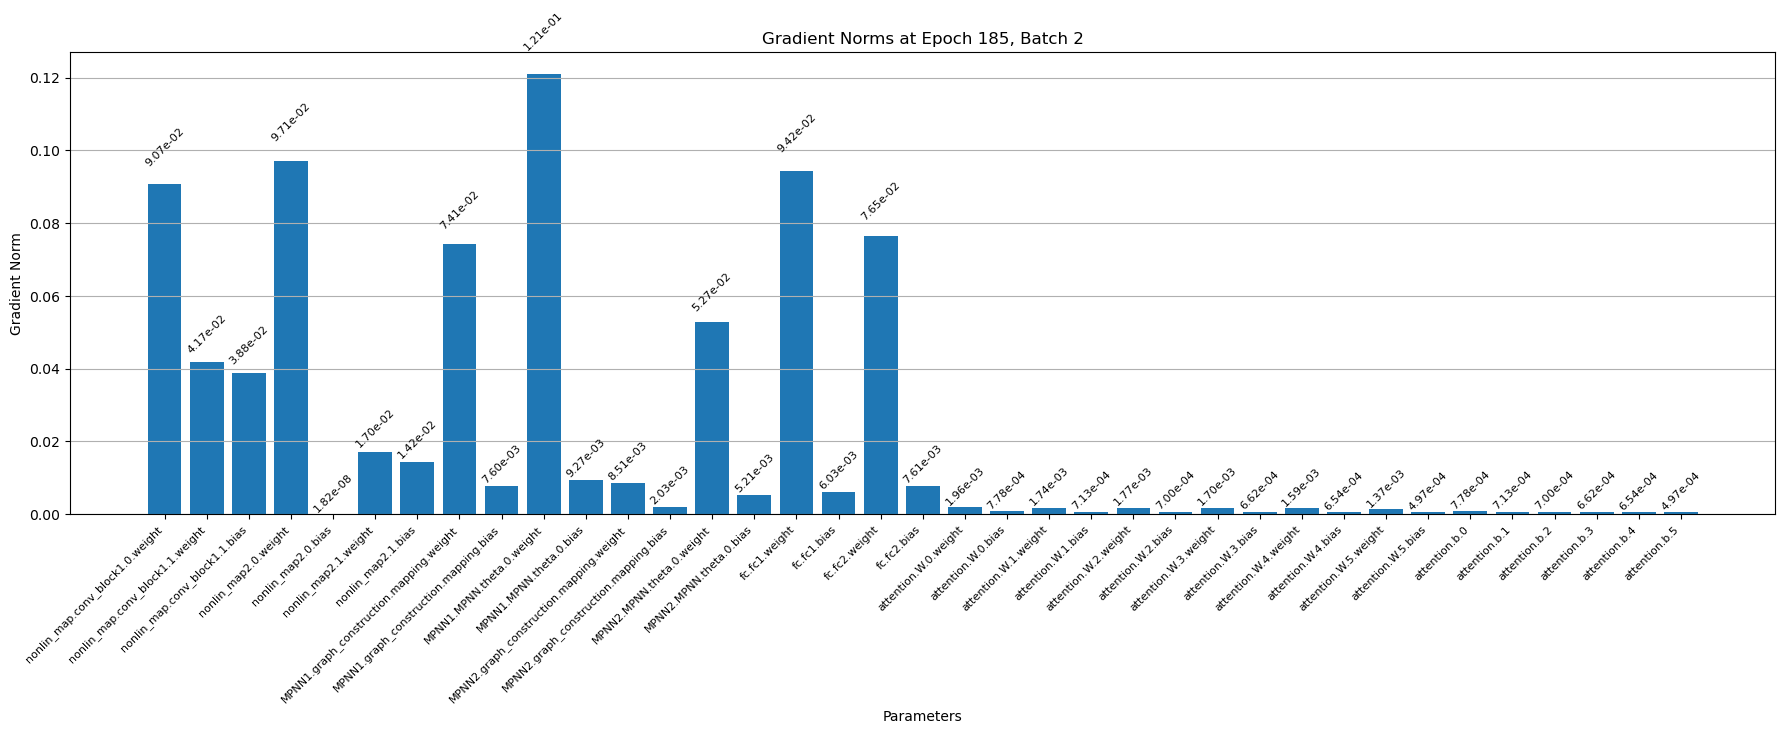 Gradient Norms at Epoch 185, Batch 2
Gradient Norm
0.12
0.10
0.08
0.06
0.04
0.02
0.00
9.07e-02
4.17e-02
3.88e-02
9.71e-02
1.82e-08
1.70e-02
1.42e-02
7.41e-02
7.60e-03
1.21e-01
9.27e-03
8.51e-03
2.03e-03
5.27e-02
5.21e-03
9.42e-02
6.03e-03
7.65e-02
7.61e-03
1.96e-03
7.78e-04
1.74e-03
7.13e-04
1.77e-03
7.00e-04
1.70e-03
6.62e-04
1.59e-03
6.54e-04
1.37e-03
4.97e-04
7.78e-04
7.13e-04
7.00e-04
6.62e-04
6.54e-04
4.97e-04
nonlin_map.conv_block1.0.weight
nonlin_map.conv_block1.1.weight
nonlin_map.conv_block1.1.bias
nonlin_map2.0.weight
nonlin_map2.0.bias
nonlin_map2.1.weight
nonlin_map2.1.bias
MPNN1.graph_construction.mapping.weight
MPNN1.graph_construction.mapping.bias
MPNN1.MPNN.theta.0.weight
MPNN1.MPNN.theta.0.bias
MPNN2.graph_construction.mapping.weight
MPNN2.graph_construction.mapping.bias
MPNN2.MPNN.theta.0.weight
MPNN2.MPNN.theta.0.bias
fc.fc1.weight
fc.fc1.bias
fc.fc2.weight
fc.fc2.bias
attention.W.0.weight
attention.W.0.bias
attention.W.1.weight
attention.W.1.bias
attention.W.2.weight
attention.W.2.bias
attention.W.3.weight
attention.W.3.bias
attention.W.4.weight
attention.W.4.bias
attention.W.5.weight
attention.W.5.bias
attention.b.0
attention.b.1
attention.b.2
attention.b.3
attention.b.4
attention.b.5
Parameters